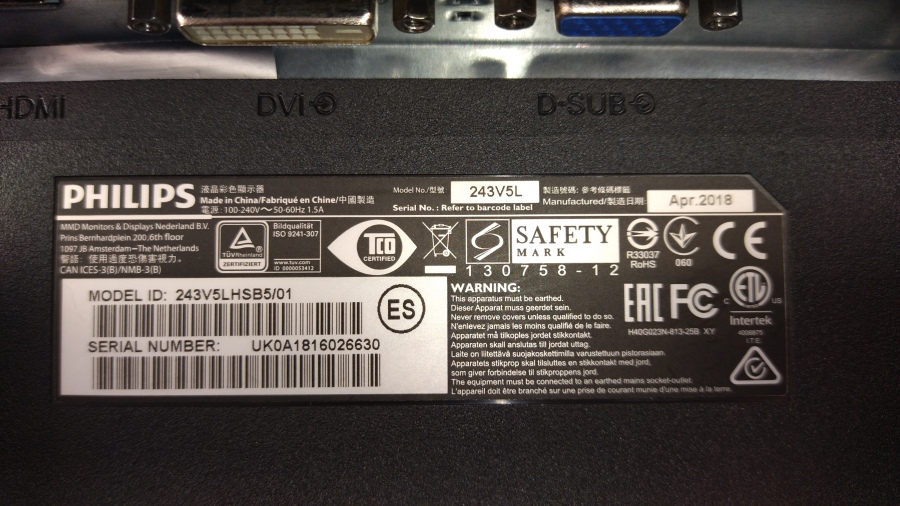 HDMI
DVI
D-SUB
PHILIPS
液晶彩色顯示器
Made in China/Fabriqué en Chine/中國製造
電源: 100-240V～50-60Hz 1.5A
Model No./型號
243V5L
Serial No. : Refer to barcode label
製造號碼: 參考條碼標籤
Manufactured/製造日期:
Apr.2018
MMD Monitors & Displays Nederland B.V.
Prins Bernhardplein 200,6th floor
1097 JB Amsterdam–The Netherlands
警語: 使用過度恐傷害視力。
CAN ICES-3(B)/NMB-3(B)
TÜVRheinland
ZERTIFIZIERT
Bildqualität
ISO 9241-307
www.tuv.com
ID 0000053412
TCO
CERTIFIED
SAFETY
MARK
130758-12
R33037
RoHS
060
CE
MODEL ID: 243V5LHSB5/01
SERIAL NUMBER: UK0A1816026630
ES
WARNING:
This apparatus must be earthed.
Dieser Apparat muss geerdet sein.
Never remove covers unless qualified to do so.
N'enlevez jamais les moins qualifié de le faire.
Apparatet må tilkoples jordet stikkontakt.
Apparaten skall anslutas till jordat uttag.
Laite on liitettävä suojakoskettimilla varustettuun pistorasiaan.
Apparatets stikprop skal tilsluttes en stikkontakt med jord,
som giver forbindelse til stikproppens jord.
The equipment must be connected to an earthed mains socket-outlet.
L'appareil doit être branché sur une prise de courant munie d'une mise à la terre.
EAC
FC
H40G023N-813-25B XY
C ETL US
Intertek
4006875
I.T.E.